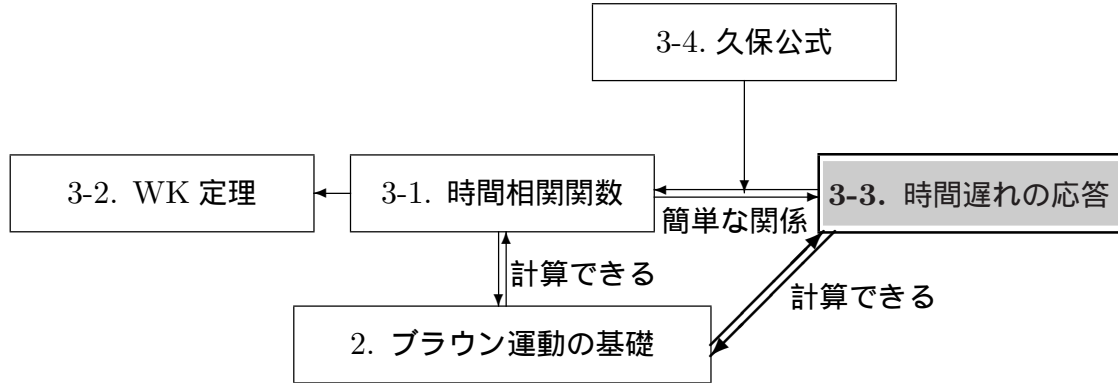 3-4. 久保公式
3-2. WK 定理
3-1. 時間相関関数
3-3. 時間遅れの応答
簡単な関係
計算できる
計算できる
2. ブラウン運動の基礎